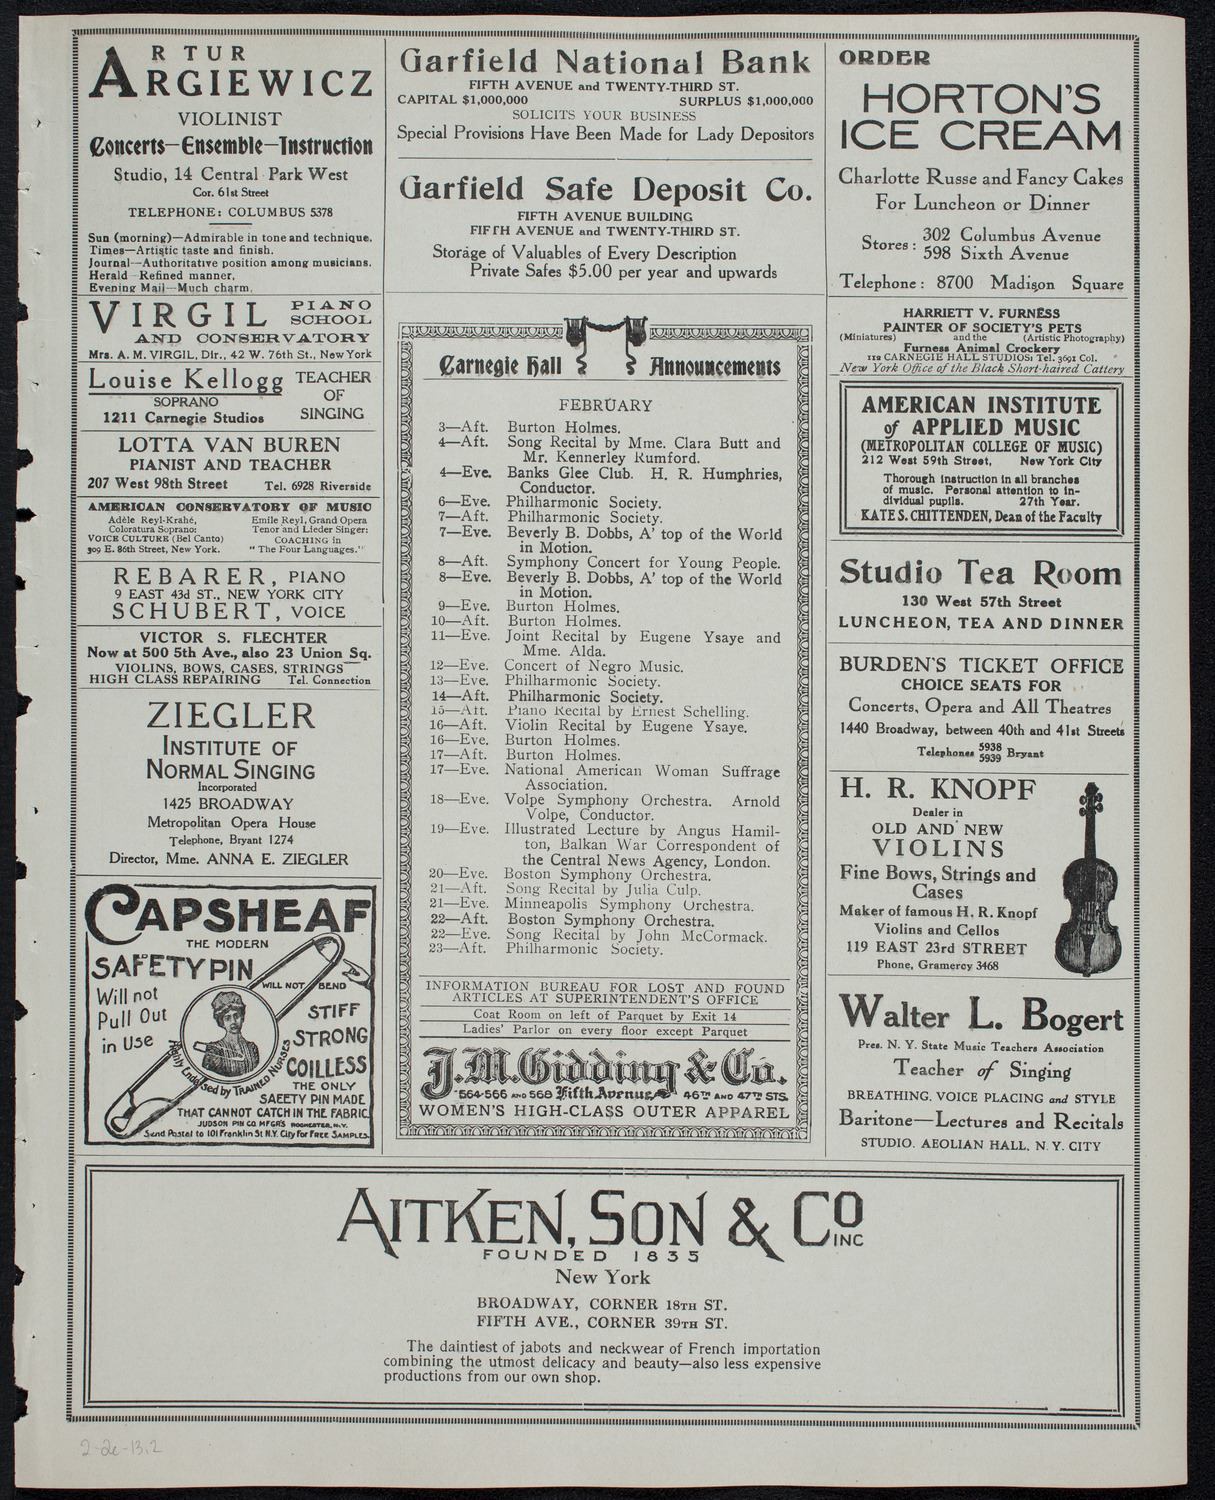 ARTUR
ARGIEWICZ
VIOLINIST
Concerts—Ensemble—Instruction
Studio, 14 Central Park West
Cor. 61st Street
TELEPHONE: COLUMBUS 5378
Sun (morning)—Admirable in tone and technique.
Times—Artistic taste and finish.
Journal—Authoritative position among musicians.
Herald—Refined manner.
Evening Mail—Much charm.
VIRGIL PIANO SCHOOL
AND CONSERVATORY
Mrs. A. M. VIRGIL, Dir., 42 W. 76th St., New York
Louise Kellogg
SOPRANO
1211 Carnegie Studios
TEACHER
OF
SINGING
LOTTA VAN BUREN
PIANIST AND TEACHER
207 West 98th Street Tel. 6928 Riverside
AMERICAN CONSERVATORY OF MUSIC
Adèle Reyl-Krahé,
Coloratura Soprano
VOICE CULTURE (Bel Canto)
309 E. 86th Street, New York.
Emile Reyl, Grand Opera
Tenor and Lieder Singer:
COACHING in
"The Four Languages."
REBARER, PIANO
9 EAST 43d ST., NEW YORK CITY
SCHUBERT, VOICE
VICTOR S. FLECHTER
Now at 500 5th Ave., also 23 Union Sq.
VIOLINS, BOWS, CASES, STRINGS
HIGH CLASS REPAIRING Tel. Connection
ZIEGLER
INSTITUTE OF
NORMAL SINGING
Incorporated
1425 BROADWAY
Metropolitan Opera House
Telephone, Bryant 1274
Director, Mme. ANNA E. ZIEGLER
CAPSHEAF
THE MODERN
SAFETY PIN
WILL NOT BEND
Will not
Pull Out
in Use
STIFF
STRONG
COILLESS
Highly Endorsed by TRAINED NURSES
THE ONLY
SAFETY PIN MADE
THAT CANNOT CATCH IN THE FABRIC.
JUDSON PIN CO. MFGRS ROCHESTER, N.Y.
Send Postal to 101 Franklin St N.Y. City for FREE SAMPLES.
Garfield National Bank
FIFTH AVENUE and TWENTY-THIRD ST.
CAPITAL $1,000,000 SURPLUS $1,000,000
SOLICITS YOUR BUSINESS
Special Provisions Have Been Made for Lady Depositors
Garfield Safe Deposit Co.
FIFTH AVENUE BUILDING
FIFTH AVENUE and TWENTY-THIRD ST.
Storage of Valuables of Every Description
Private Safes $5.00 per year and upwards
Carnegie Hall Announcements
FEBRUARY
3—Aft. Burton Holmes.
4—Aft. Song Recital by Mme. Clara Butt and
Mr. Kennerley Rumford.
4—Eve. Banks Glee Club. H. R. Humphries,
Conductor.
6—Eve. Philharmonic Society.
7—Aft. Philharmonic Society.
7—Eve. Beverly B. Dobbs, A' top of the World
in Motion.
8—Aft. Symphony Concert for Young People.
8—Eve. Beverly B. Dobbs, A' top of the World
in Motion.
9—Eve. Burton Holmes.
10—Aft. Burton Holmes.
11—Eve. Joint Recital by Eugene Ysaye and
Mme. Alda.
12—Eve. Concert of Negro Music.
13—Eve. Philharmonic Society.
14—Aft. Philharmonic Society.
15—Aft. Piano Recital by Ernest Schelling.
16—Aft. Violin Recital by Eugene Ysaye.
16—Eve. Burton Holmes.
17—Aft. Burton Holmes.
17—Eve. National American Woman Suffrage
Association.
18—Eve. Volpe Symphony Orchestra. Arnold
Volpe, Conductor.
19—Eve. Illustrated Lecture by Angus Hamil-
ton, Balkan War Correspondent of
the Central News Agency, London.
20—Eve. Boston Symphony Orchestra.
21—Aft. Song Recital by Julia Culp.
21—Eve. Minneapolis Symphony Orchestra.
22—Aft. Boston Symphony Orchestra.
22—Eve. Song Recital by John McCormack.
23—Aft. Philharmonic Society.
INFORMATION BUREAU FOR LOST AND FOUND
ARTICLES AT SUPERINTENDENT'S OFFICE
Coat Room on left of Parquet by Exit 14
Ladies' Parlor on every floor except Parquet
J. M. Gidding & Co.
564-566 AND 568 Fifth Avenue 46TH AND 47TH STS.
WOMEN'S HIGH-CLASS OUTER APPAREL
ORDER
HORTON'S
ICE CREAM
Charlotte Russe and Fancy Cakes
For Luncheon or Dinner
Stores: 302 Columbus Avenue
598 Sixth Avenue
Telephone: 8700 Madison Square
HARRIETT V. FURNESS
PAINTER OF SOCIETY'S PETS
(Miniatures) and the (Artistic Photography)
Furness Animal Crockery
112 CARNEGIE HALL STUDIOS: Tel. 3692 Col.
New York Office of the Black Short-haired Cattery
AMERICAN INSTITUTE
of APPLIED MUSIC
(METROPOLITAN COLLEGE OF MUSIC)
212 West 59th Street, New York City
Thorough instruction in all branches
of music. Personal attention to in-
dividual pupils. 27th Year.
KATE S. CHITTENDEN, Dean of the Faculty
Studio Tea Room
130 West 57th Street
LUNCHEON, TEA AND DINNER
BURDEN'S TICKET OFFICE
CHOICE SEATS FOR
Concerts, Opera and All Theatres
1440 Broadway, between 40th and 41st Streets
Telephones 5938 5939 Bryant
H. R. KNOPF
Dealer in
OLD AND NEW
VIOLINS
Fine Bows, Strings and
Cases
Maker of famous H. R. Knopf
Violins and Cellos
119 EAST 23rd STREET
Phone, Gramercy 3468
Walter L. Bogert
Pres. N. Y. State Music Teachers Association
Teacher of Singing
BREATHING, VOICE PLACING and STYLE
Baritone—Lectures and Recitals
STUDIO, AEOLIAN HALL, N. Y. CITY
AITKEN, SON & CO INC
FOUNDED 1835
New York
BROADWAY, CORNER 18TH ST.
FIFTH AVE., CORNER 39TH ST.
The daintiest of jabots and neckwear of French importation
combining the utmost delicacy and beauty—also less expensive
productions from our own shop.